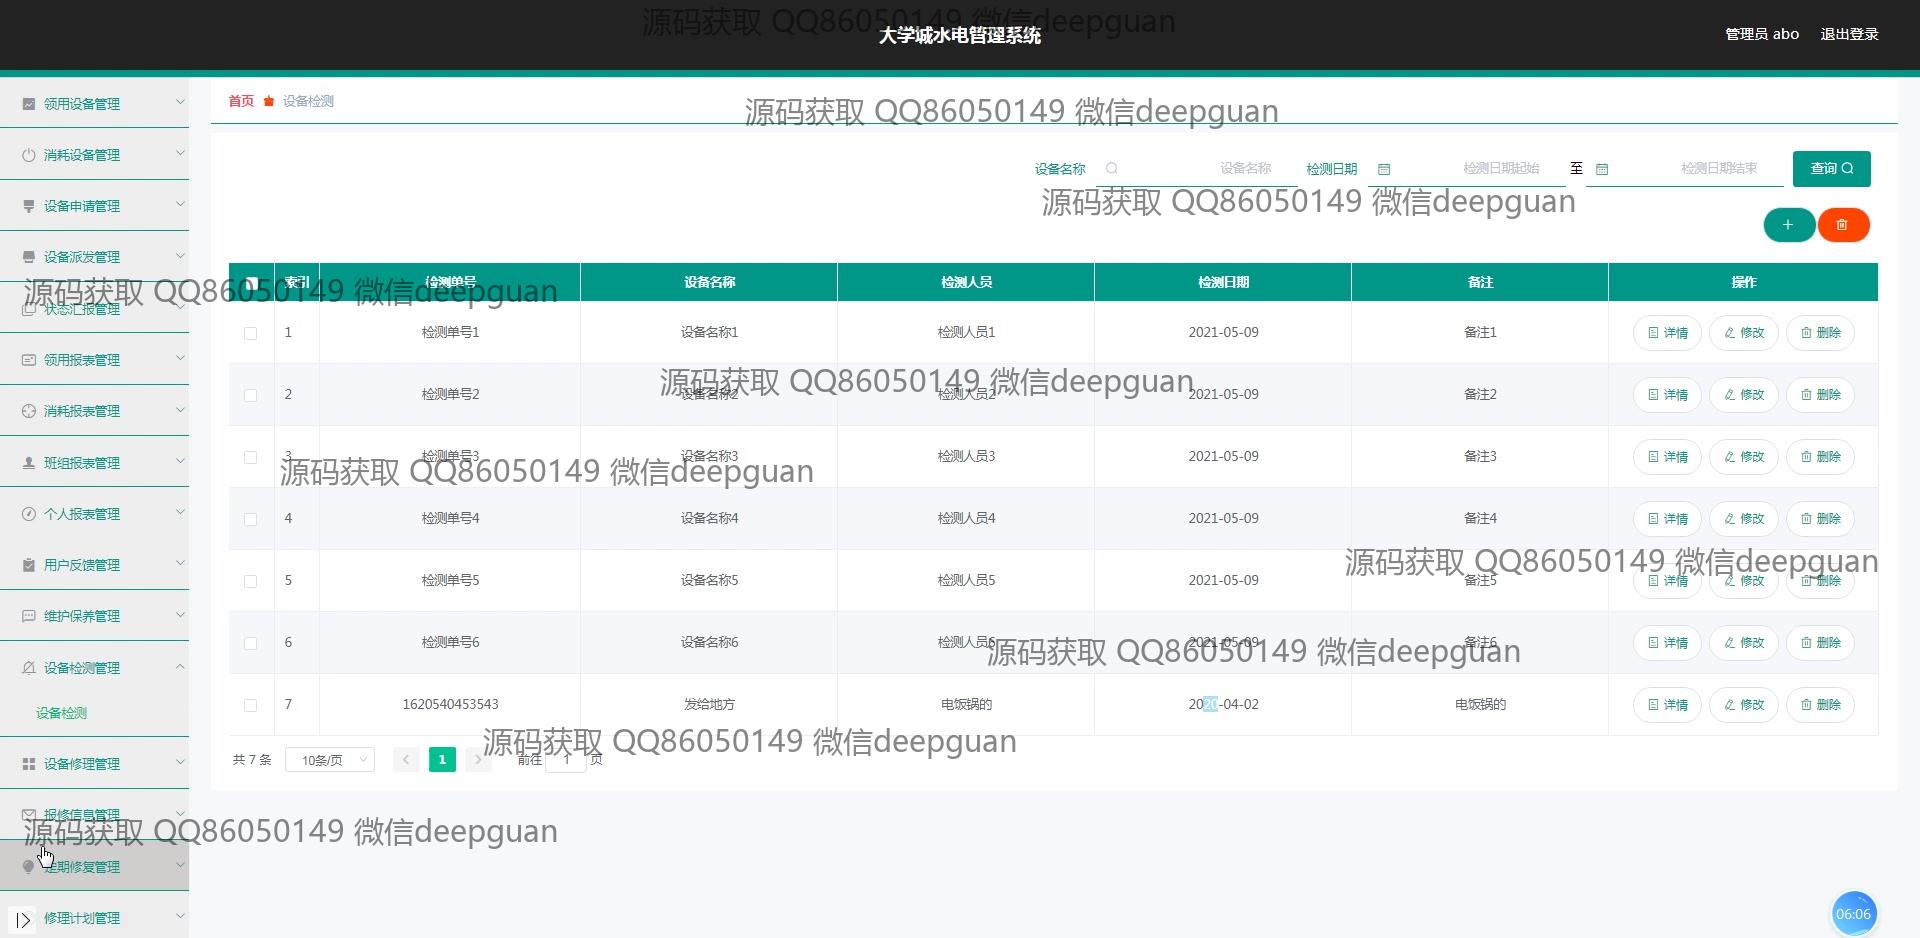 源码获取 QQ86050149 微信deepguan
大学城水电管理系统
管理员 abo 退出登录
领用设备管理
消耗设备管理
设备申请管理
设备派发管理
状态汇报管理
领用报表管理
消耗报表管理
班组报表管理
个人报表管理
用户反馈管理
维护保养管理
设备检测管理
设备检测
设备修理管理
报修信息管理
定期修复管理
修理计划管理
首页 设备检测
源码获取 QQ86050149 微信deepguan
设备名称 设备名称 检测日期 检测日期起始 至 检测日期结束 查询
源码获取 QQ86050149 微信deepguan
索引 检测单号 设备名称 检测人员 检测日期 备注 操作
源码获取 QQ86050149 微信deepguan
1 检测单号1 设备名称1 检测人员1 2021-05-09 备注1 详情 修改 删除
2 检测单号2 设备名称2 检测人员2 2021-05-09 备注2 详情 修改 删除
源码获取 QQ86050149 微信deepguan
3 检测单号3 设备名称3 检测人员3 2021-05-09 备注3 详情 修改 删除
源码获取 QQ86050149 微信deepguan
4 检测单号4 设备名称4 检测人员4 2021-05-09 备注4 详情 修改 删除
源码获取 QQ86050149 微信deepguan
5 检测单号5 设备名称5 检测人员5 2021-05-09 备注5 详情 修改 删除
6 检测单号6 设备名称6 检测人员6 2021-05-09 备注6 详情 修改 删除
源码获取 QQ86050149 微信deepguan
7 1620540453543 发给地方 电饭锅的 2020-04-02 电饭锅的 详情 修改 删除
源码获取 QQ86050149 微信deepguan
共 7 条 10条/页 1 前往 1 页
源码获取 QQ86050149 微信deepguan
06:06